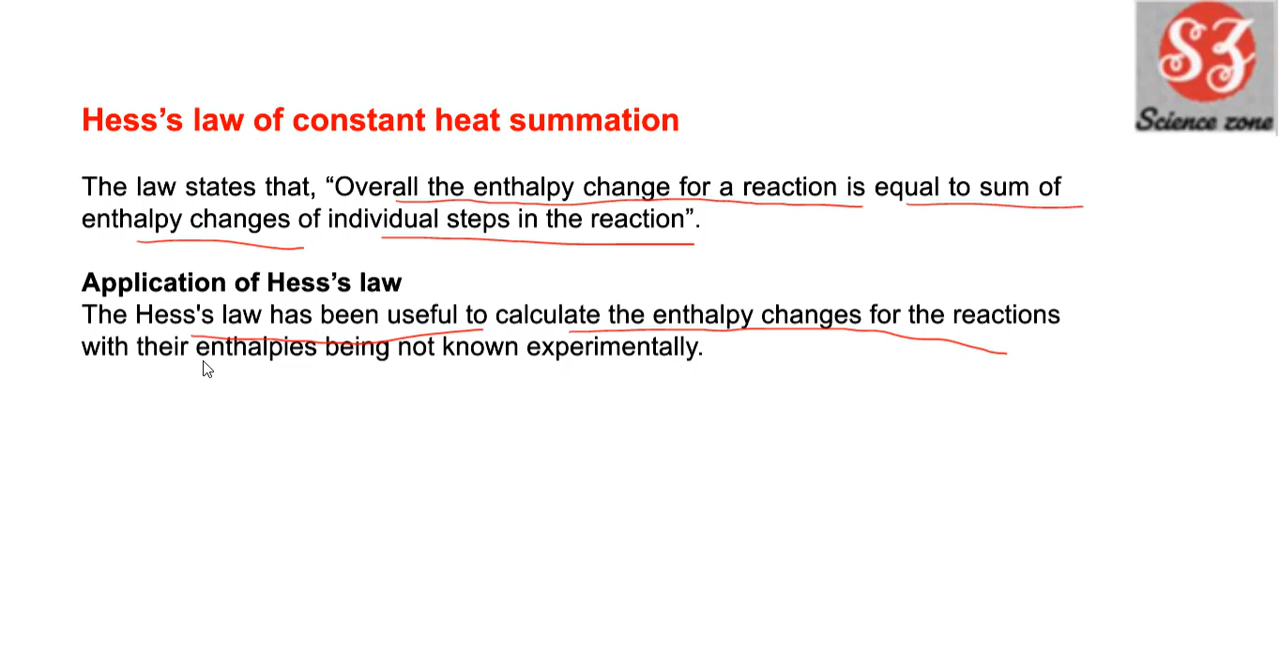 SZ
Science zone
Hess’s law of constant heat summation
The law states that, “Overall the enthalpy change for a reaction is equal to sum of
enthalpy changes of individual steps in the reaction”.
Application of Hess’s law
The Hess's law has been useful to calculate the enthalpy changes for the reactions
with their enthalpies being not known experimentally.